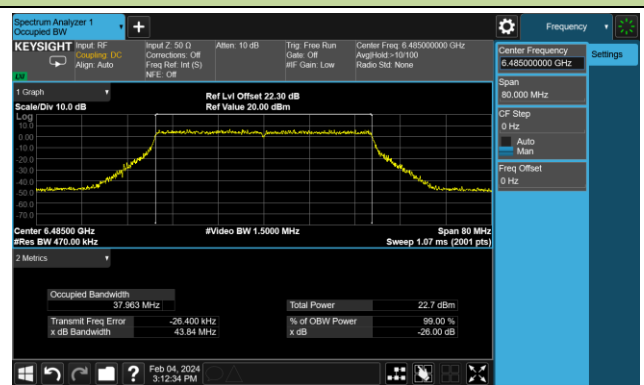 Spectrum Analyzer 1
Occupied BW
Frequency
KEYSIGHT
Input: RF
Coupling: DC
Align: Auto
Input Z: 50 Ω
Corrections: Off
Freq Ref: Int (S)
NFE: Off
Atten: 10 dB
Trig: Free Run
Gate: Off
#IF Gain: Low
Center Freq: 6.485000000 GHz
Avg|Hold:>10/100
Radio Std: None
LW
Center Frequency
6.485000000 GHz
Settings
Span
80.000 MHz
CF Step
0 Hz
Auto
Man
Freq Offset
0 Hz
1 Graph
Scale/Div 10.0 dB
Ref Lvl Offset 22.30 dB
Ref Value 20.00 dBm
Log
10.0
0.00
-10.0
-20.0
-30.0
-40.0
-50.0
-60.0
-70.0
Center 6.48500 GHz
#Video BW 1.5000 MHz
Span 80 MHz
#Res BW 470.00 kHz
Sweep 1.07 ms (2001 pts)
2 Metrics
Occupied Bandwidth
37.963 MHz
Total Power 22.7 dBm
Transmit Freq Error -26.400 kHz
% of OBW Power 99.00 %
x dB Bandwidth 43.84 MHz
x dB -26.00 dB
?
Feb 04, 2024
3:12:34 PM